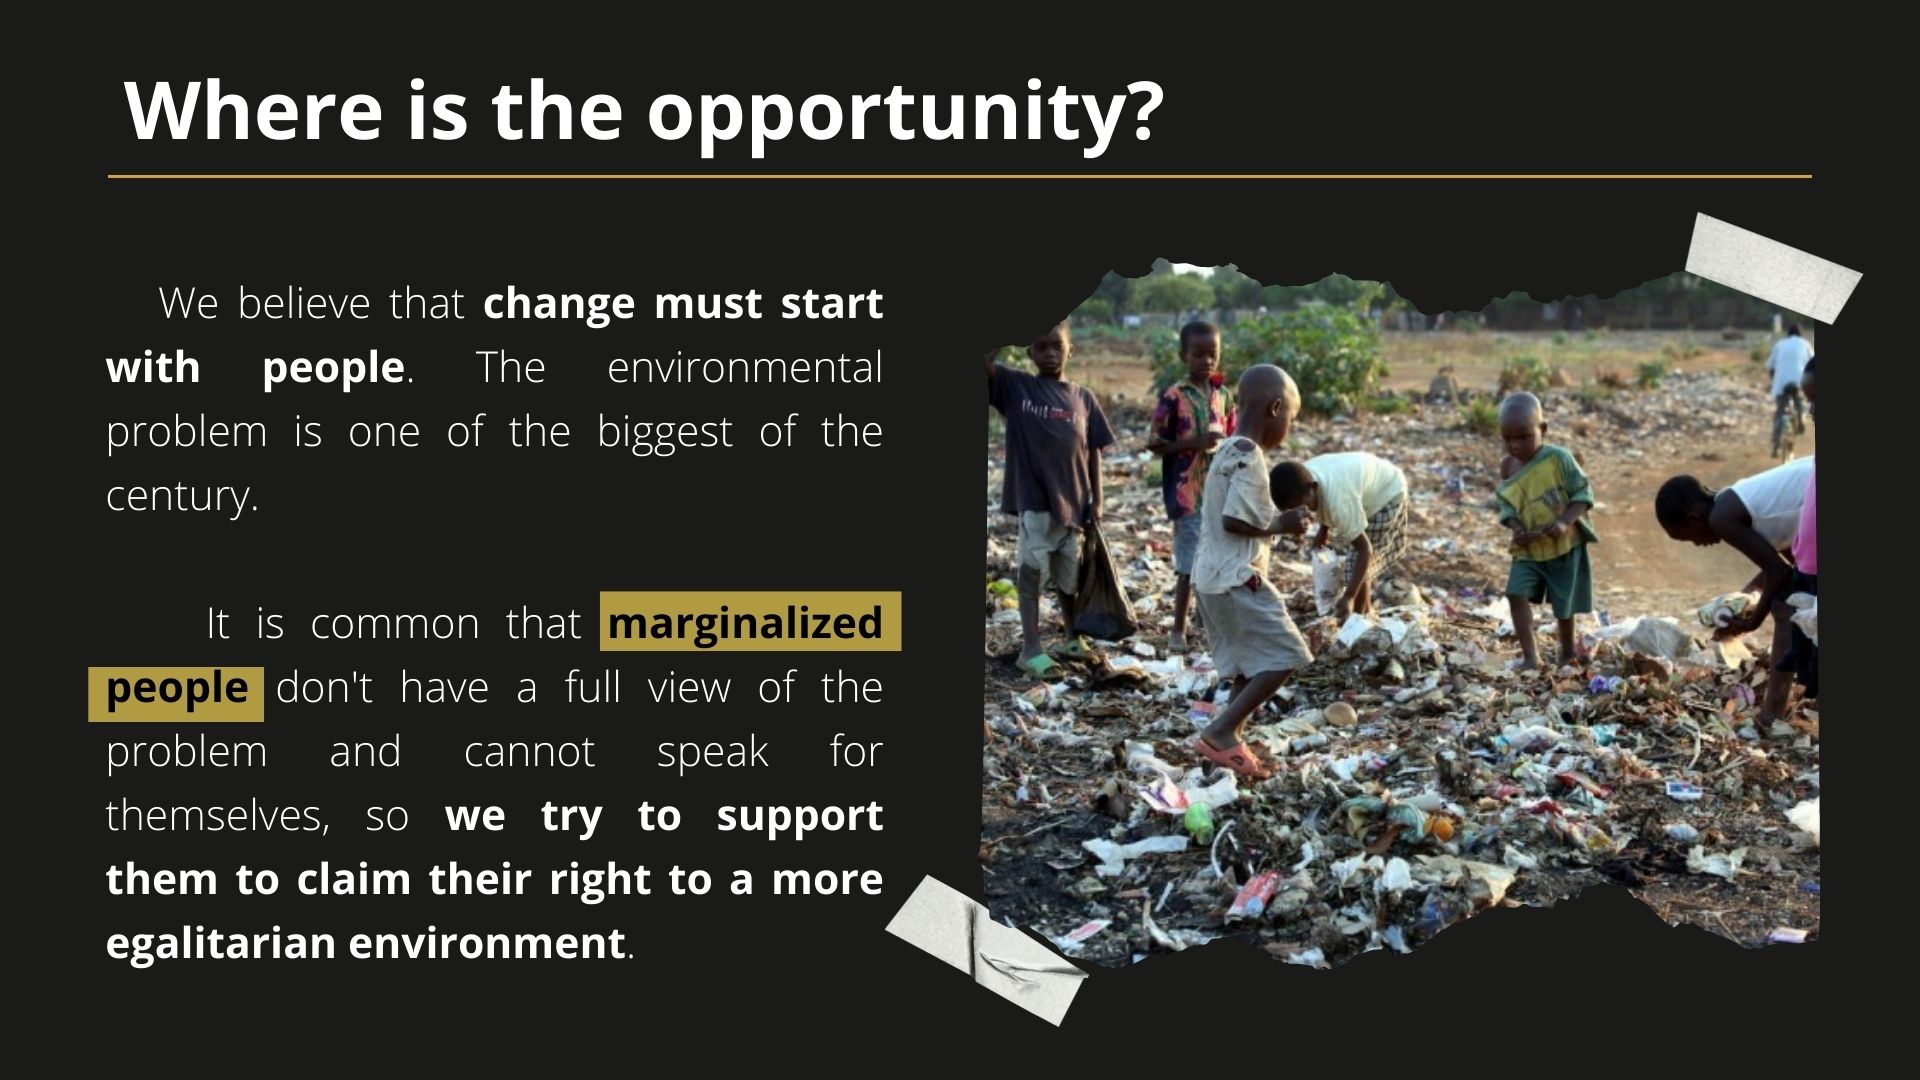 Where is the opportunity?
We believe that change must start
with people. The environmental
problem is one of the biggest of the
century.
It is common that marginalized
people don't have a full view of the
problem and cannot speak for
themselves, so we try to support
them to claim their right to a more
egalitarian environment.